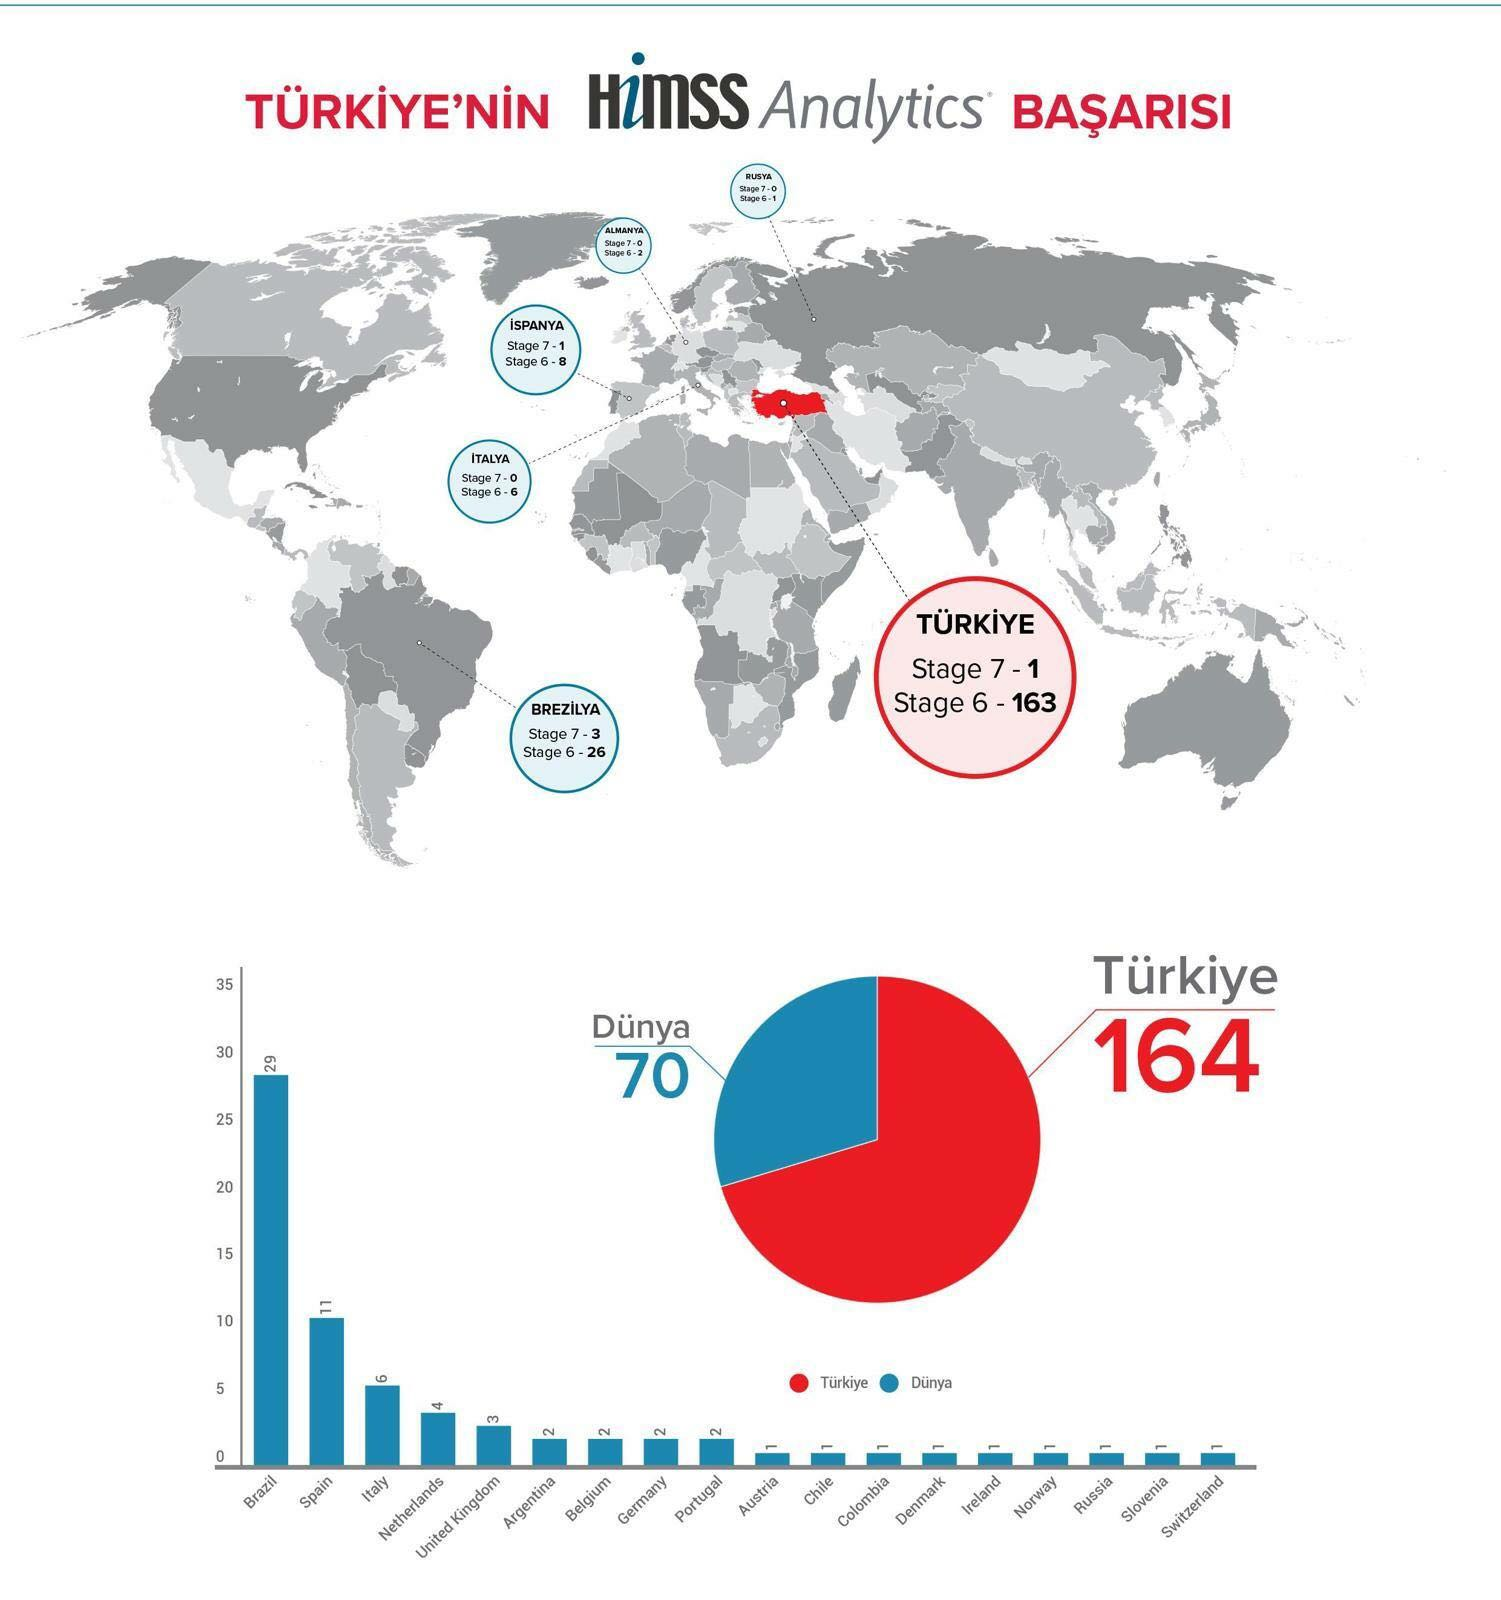 TÜRKİYE'NİN HiMSS Analytics® BAŞARISI
RUSYA
Stage 7 - 0
Stage 6 - 1
ALMANYA
Stage 7 - 0
Stage 6 - 2
İSPANYA
Stage 7 - 1
Stage 6 - 8
İTALYA
Stage 7 - 0
Stage 6 - 6
TÜRKİYE
Stage 7 - 1
Stage 6 - 163
BREZİLYA
Stage 7 - 3
Stage 6 - 26
Türkiye
164
Dünya
70
Türkiye Dünya
35
30
25
20
15
10
5
0
29
11
6
4
3
2
2
2
2
1
1
1
1
1
1
1
1
1
Brazil
Spain
Italy
Netherlands
United Kingdom
Argentina
Belgium
Germany
Portugal
Austria
Chile
Colombia
Denmark
Ireland
Norway
Russia
Slovenia
Switzerland